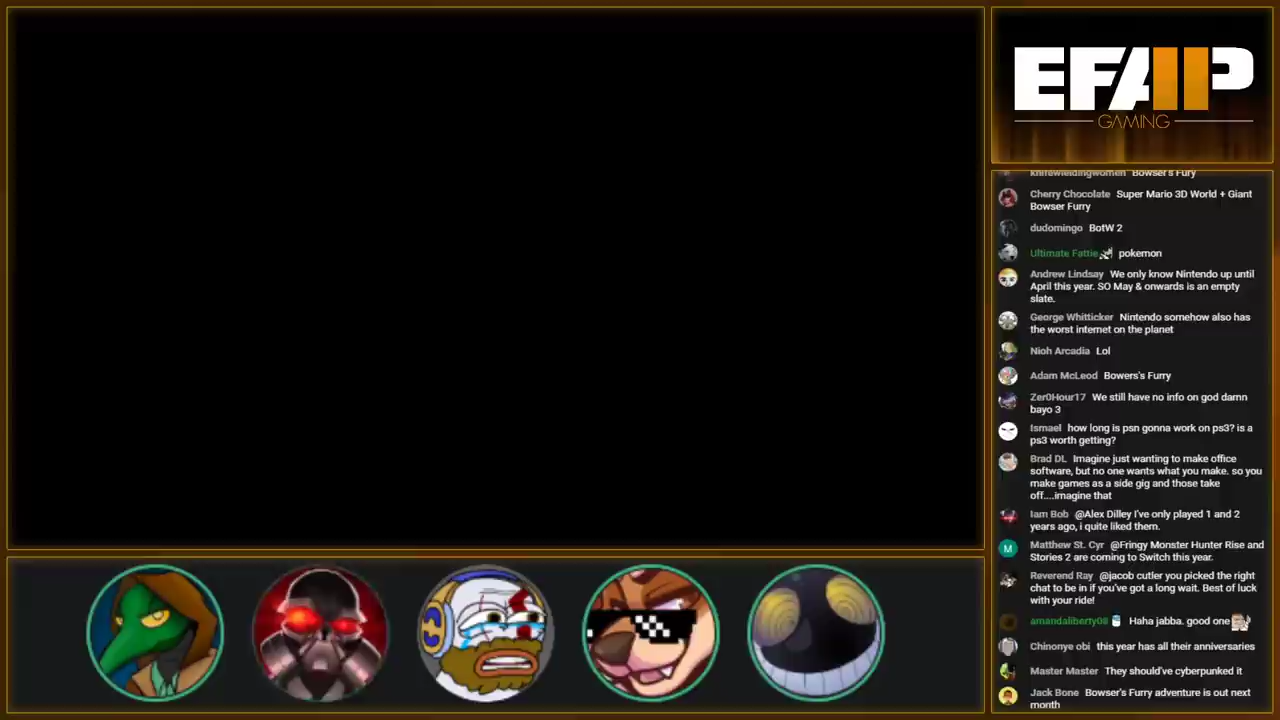 EFAP
GAMING
knifewieldingwomen Bowser's Fury
Cherry Chocolate Super Mario 3D World + Giant
Bowser Furry
dudomingo BotW 2
Ultimate Fattie pokemon
Andrew Lindsay We only know Nintendo up until
April this year. SO May & onwards is an empty
slate.
George Whitticker Nintendo somehow also has
the worst internet on the planet
Nioh Arcadia Lol
Adam McLeod Bowers's Furry
Zer0Hour17 We still have no info on god damn
bayo 3
Ismael how long is psn gonna work on ps3? is a
ps3 worth getting?
Brad DL Imagine just wanting to make office
software, but no one wants what you make. so you
make games as a side gig and those take
off....imagine that
Iam Bob @Alex Dilley I've only played 1 and 2
years ago, i quite liked them.
M
Matthew St. Cyr @Fringy Monster Hunter Rise and
Stories 2 are coming to Switch this year.
Reverend Ray @jacob cutler you picked the right
chat to be in if you've got a long wait. Best of luck
with your ride!
amandaliberty08 Haha jabba. good one
Chinonye obi this year has all their anniversaries
Master Master They should've cyberpunked it
Jack Bone Bowser's Fury adventure is out next
month